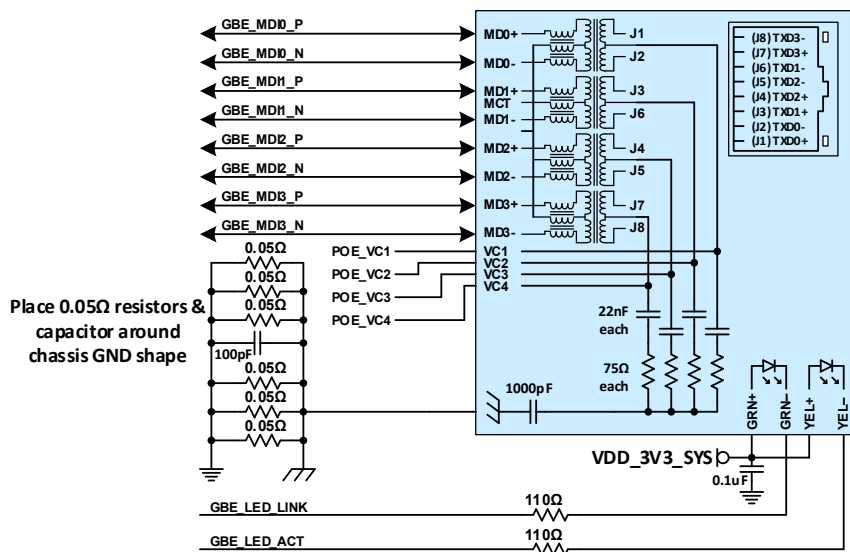 GBE_MDI0_P
GBE_MDI0_N
GBE_MDI1_P
GBE_MDI1_N
GBE_MDI2_P
GBE_MDI2_N
GBE_MDI3_P
GBE_MDI3_N
MD0+
MD0-
MD1+
MCT
MD1-
MD2+
MD2-
MD3+
MD3-
J1
J2
J3
J6
J4
J5
J7
J8
(J8) TXD3-
(J7) TXD3+
(J6) TXD1-
(J5) TXD2-
(J4) TXD2+
(J3) TXD1+
(J2) TXD0-
(J1) TXD0+
POE_VC1
POE_VC2
POE_VC3
POE_VC4
VC1
VC2
VC3
VC4
0.05Ω
0.05Ω
0.05Ω
100pF
0.05Ω
0.05Ω
0.05Ω
Place 0.05Ω resistors &
capacitor around
chassis GND shape
22nF
each
75Ω
each
1000pF
GRN+
GRN–
YEL+
YEL–
VDD_3V3_SYS
0.1uF
GBE_LED_LINK
110Ω
GBE_LED_ACT
110Ω